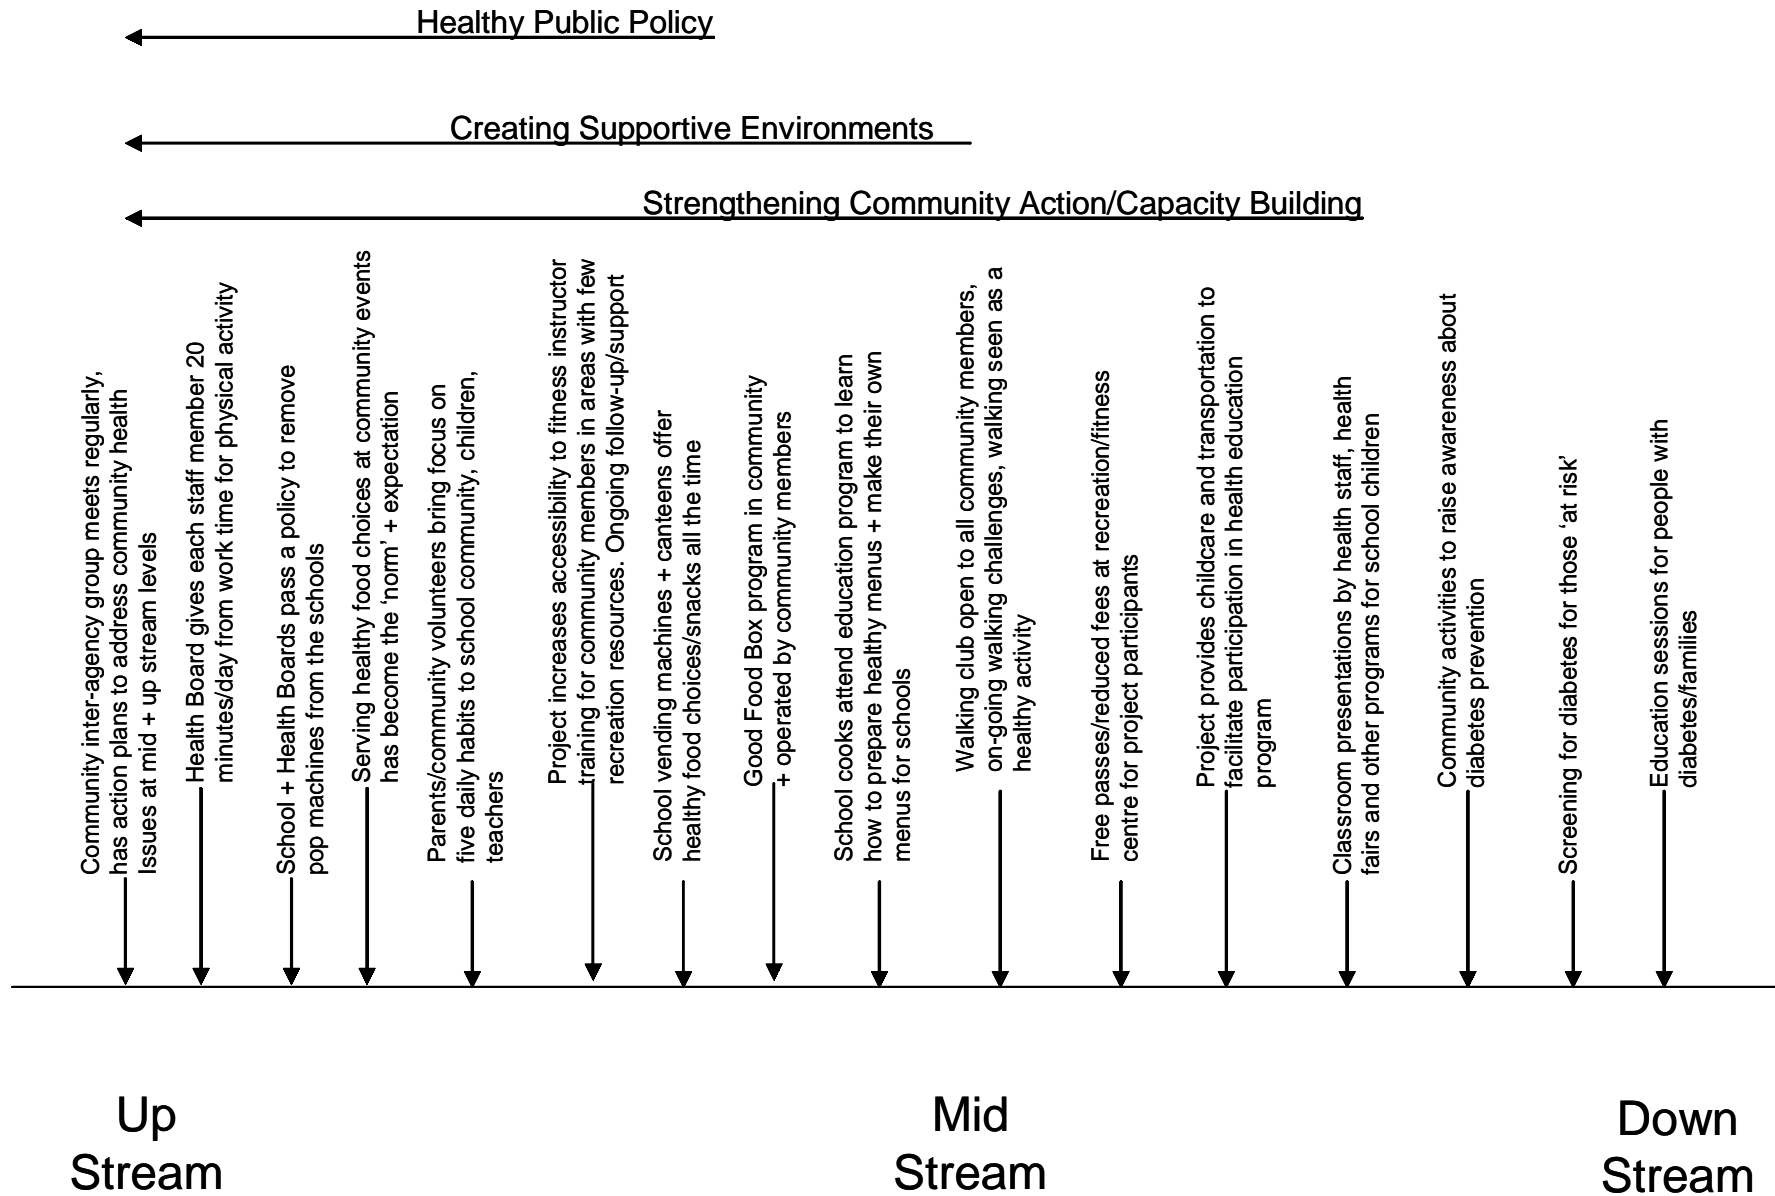 Healthy Public Policy
Creating Supportive Environments
Strengthening Community Action/Capacity Building
Community inter-agency group meets regularly,
has action plans to address community health
Issues at mid + up stream levels
Health Board gives each staff member 20
minutes/day from work time for physical activity
School + Health Boards pass a policy to remove
pop machines from the schools
Serving healthy food choices at community events
has become the ‘norm’ + expectation
Parents/community volunteers bring focus on
five daily habits to school community, children,
teachers
Project increases accessibility to fitness instructor
training for community members in areas with few
recreation resources. Ongoing follow-up/support
School vending machines + canteens offer
healthy food choices/snacks all the time
Good Food Box program in community
+ operated by community members
School cooks attend education program to learn
how to prepare healthy menus + make their own
menus for schools
Walking club open to all community members,
on-going walking challenges, walking seen as a
healthy activity
Free passes/reduced fees at recreation/fitness
centre for project participants
Project provides childcare and transportation to
facilitate participation in health education
program
Classroom presentations by health staff, health
fairs and other programs for school children
Community activities to raise awareness about
diabetes prevention
Screening for diabetes for those ‘at risk’
Education sessions for people with
diabetes/families
Up
Stream
Mid
Stream
Down
Stream